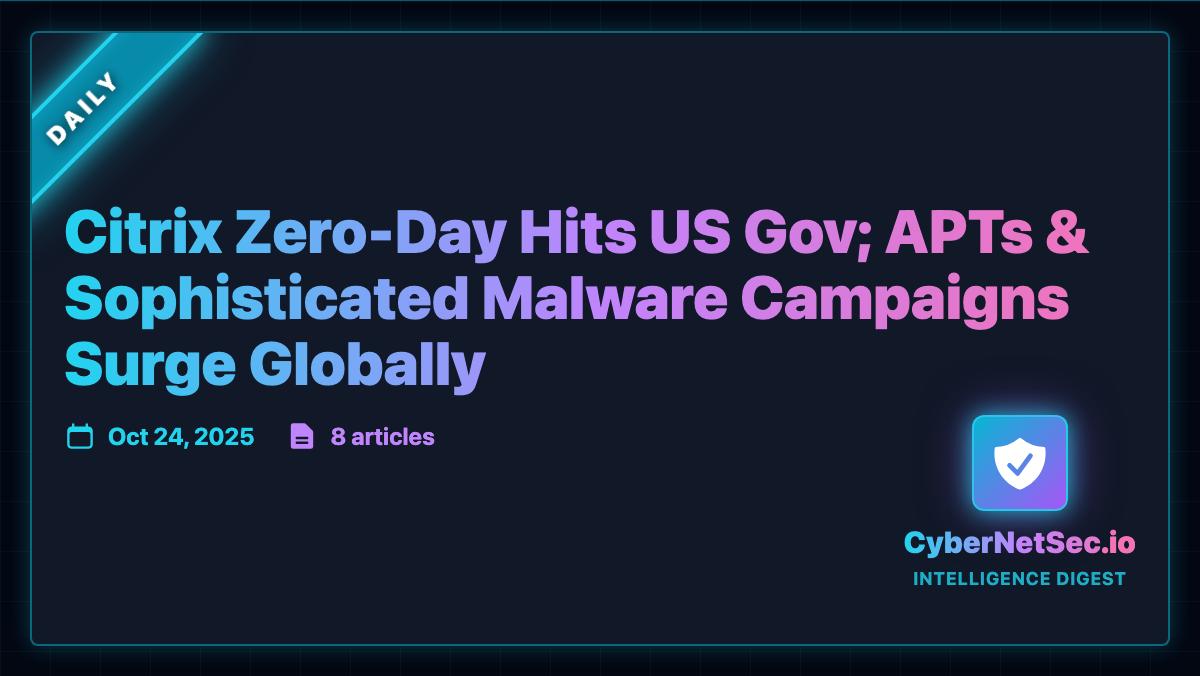 DAILY
Citrix Zero-Day Hits US Gov; APTs &
Sophisticated Malware Campaigns
Surge Globally
Oct 24, 2025
8 articles
CyberNetSec.io
INTELLIGENCE DIGEST